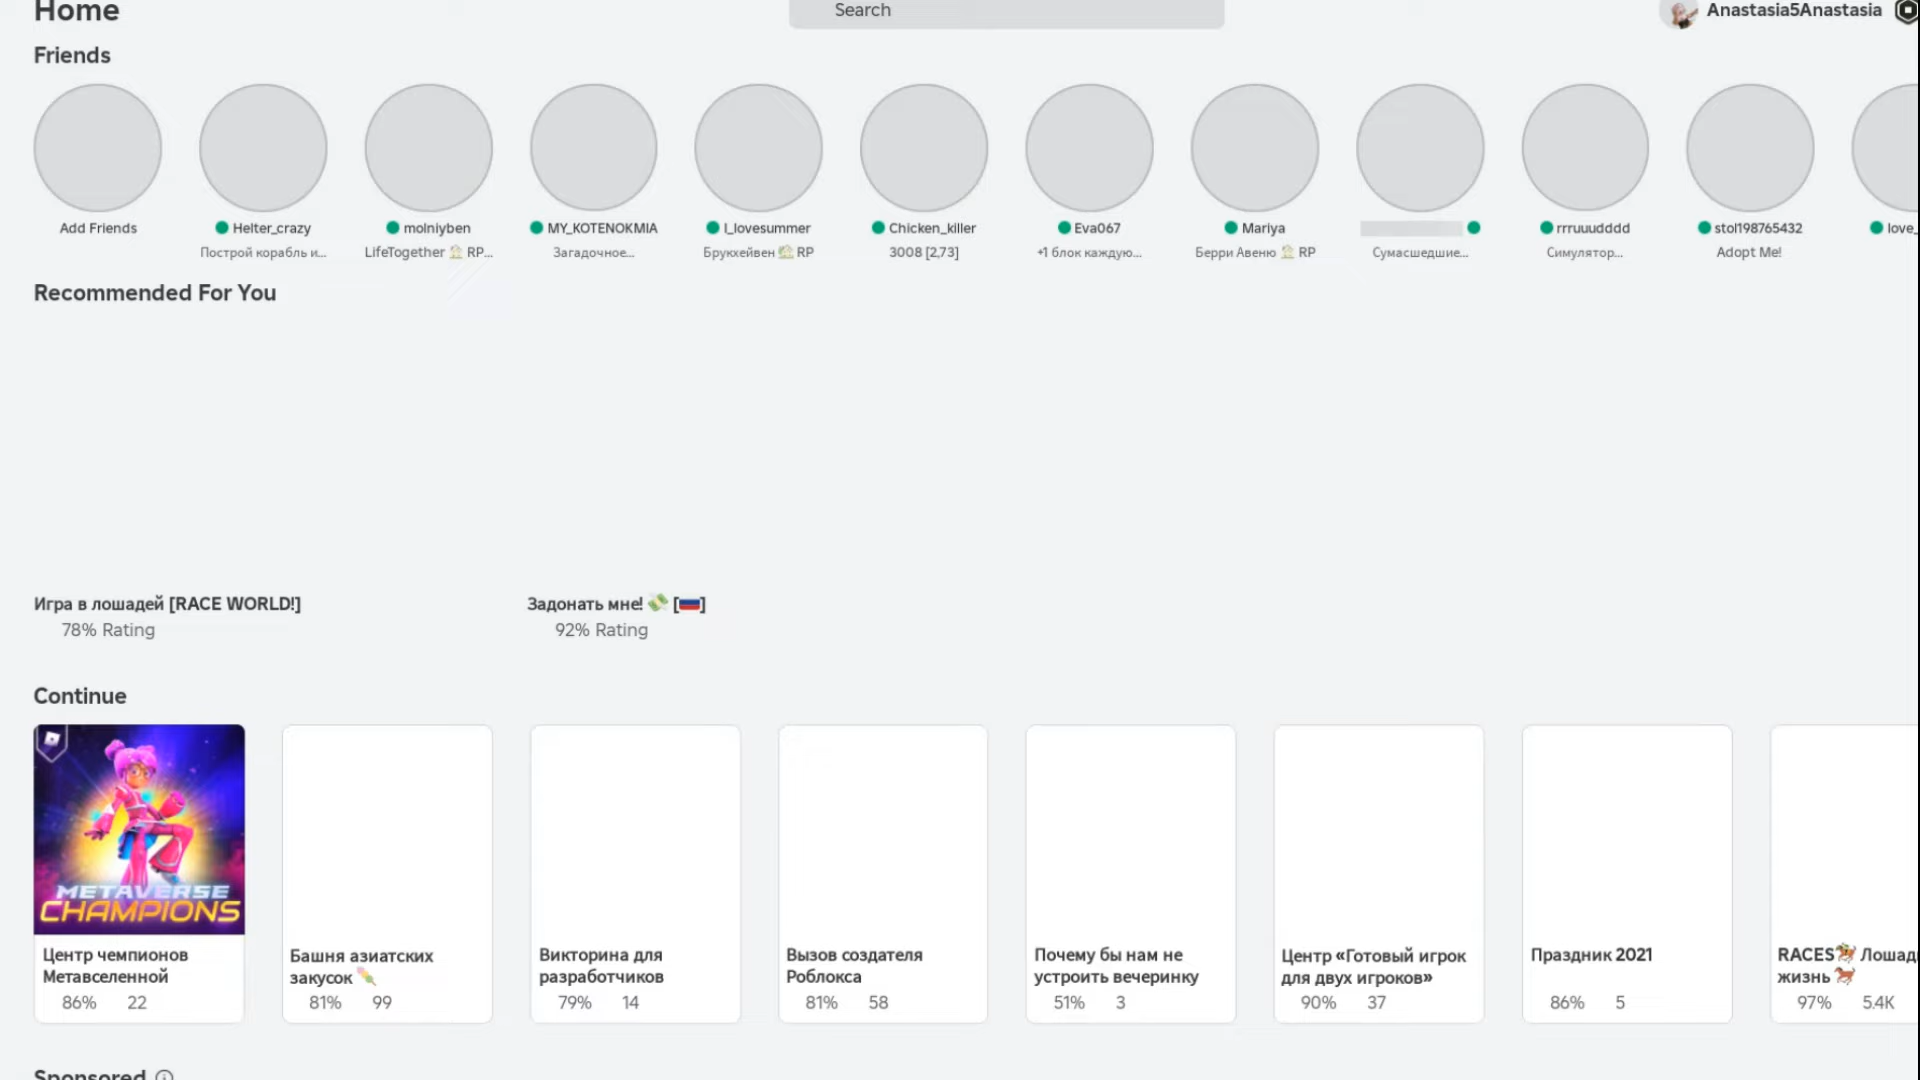 Home
Search
Anastasia5Anastasia
Friends
Add Friends
Helter_crazy
molniyben
MY_KOTENOKMIA
I_lovesummer
Chicken_killer
Eva067
Mariya
rrruuudddd
stol198765432
love_
Построй корабль и...
LifeTogether 🏠 RP...
Загадочное...
Брукхейвен 🏡 RP
3008 [2,73]
+1 блок каждую...
Берри Авеню 🏠 RP
Сумасшедшие...
Симулятор...
Adopt Me!
Recommended For You
Игра в лошадей [RACE WORLD!]
78% Rating
Задонать мне! 💸 [🇷🇺]
92% Rating
Continue
METAVERSE
CHAMPIONS
Центр чемпионов
Метавселенной
86% 22
Башня азиатских
закусок 🍡
81% 99
Викторина для
разработчиков
79% 14
Вызов создателя
Роблокса
81% 58
Почему бы нам не
устроить вечеринку
51% 3
Центр «Готовый игрок
для двух игроков»
90% 37
Праздник 2021
86% 5
RACES🏇 Лошад
жизнь 🐎
97% 5.4K
Sponsored